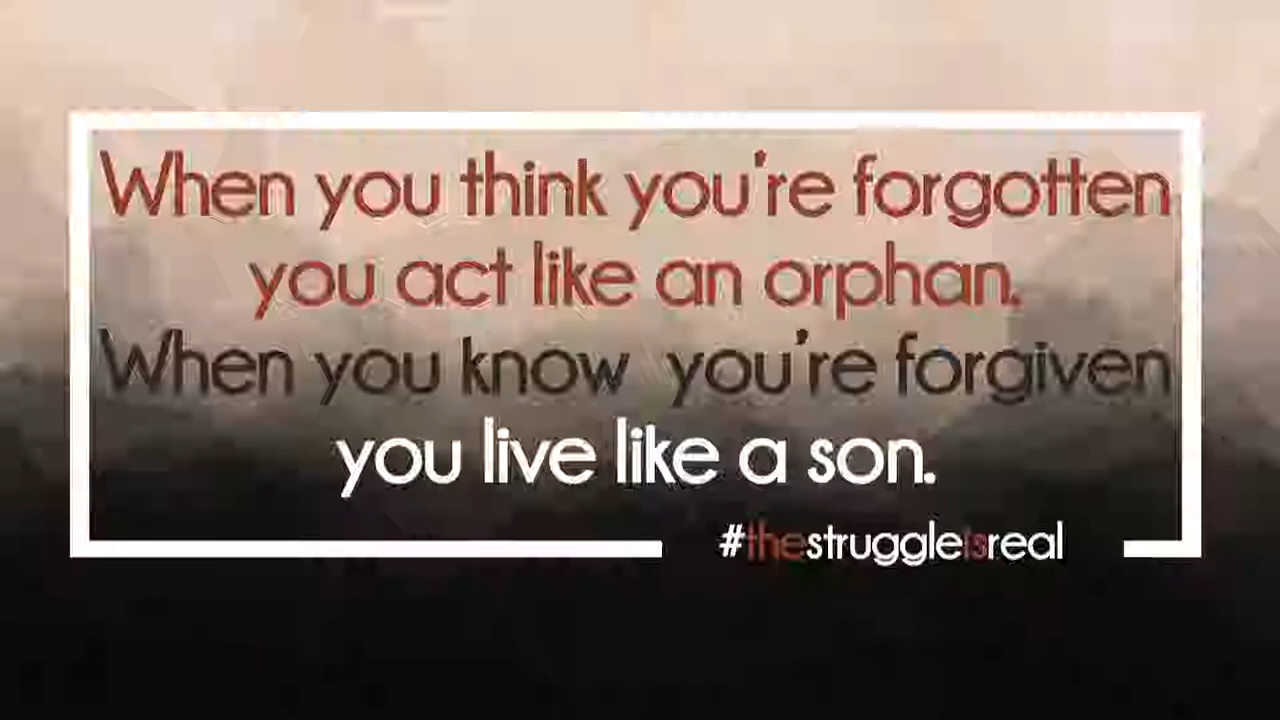 When you think you're forgotten
you act like an orphan.
When you know you're forgiven
you live like a son.
#thestruggleisreal